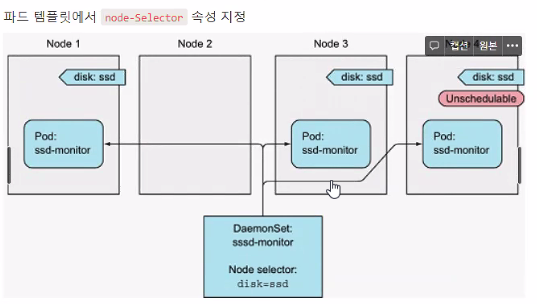 파드 템플릿에서 node-Selector 속성 지정
Node 1
Node 2
Node 3
캡션 원본
disk: ssd
disk: ssd
disk: ssd
Unschedulable
Pod:
ssd-monitor
Pod:
ssd-monitor
Pod:
ssd-monitor
DaemonSet:
sssd-monitor
Node selector:
disk=ssd